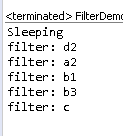 <terminated> FilterDemo
Sleeping
filter: d2
filter: a2
filter: b1
filter: b3
filter: c